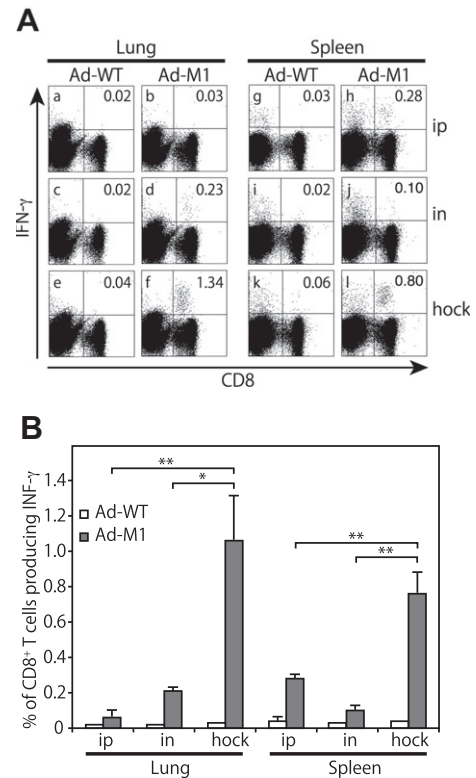 A
Lung Spleen
Ad-WT Ad-M1 Ad-WT Ad-M1
a 0.02 b 0.03 g 0.03 h 0.28 ip
c 0.02 d 0.23 i 0.02 j 0.10 in
e 0.04 f 1.34 k 0.06 l 0.80 hock
IFN-γ
CD8
B
% of CD8⁺ T cells producing INF-γ
1.4
1.2
1.0
0.8
0.6
0.4
0.2
0
** *
** **
Ad-WT
Ad-M1
ip in hock ip in hock
Lung Spleen